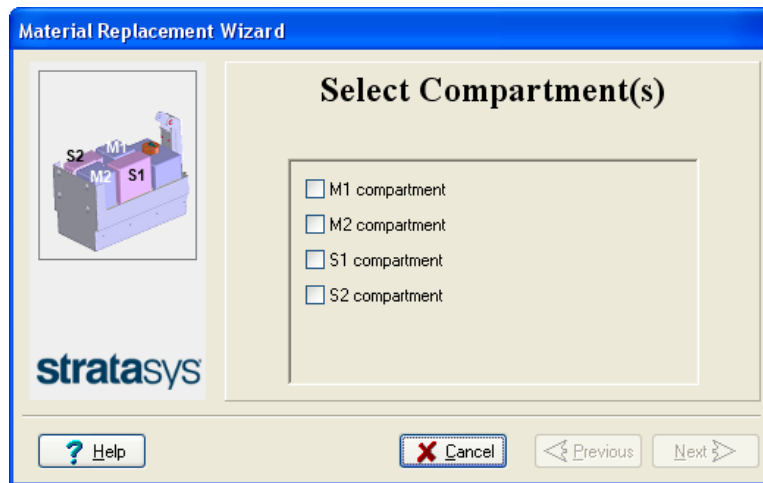 Material Replacement Wizard
Select Compartment(s)
S2 M1
M2 S1
M1 compartment
M2 compartment
S1 compartment
S2 compartment
stratasys
? Help
Cancel
Previous
Next